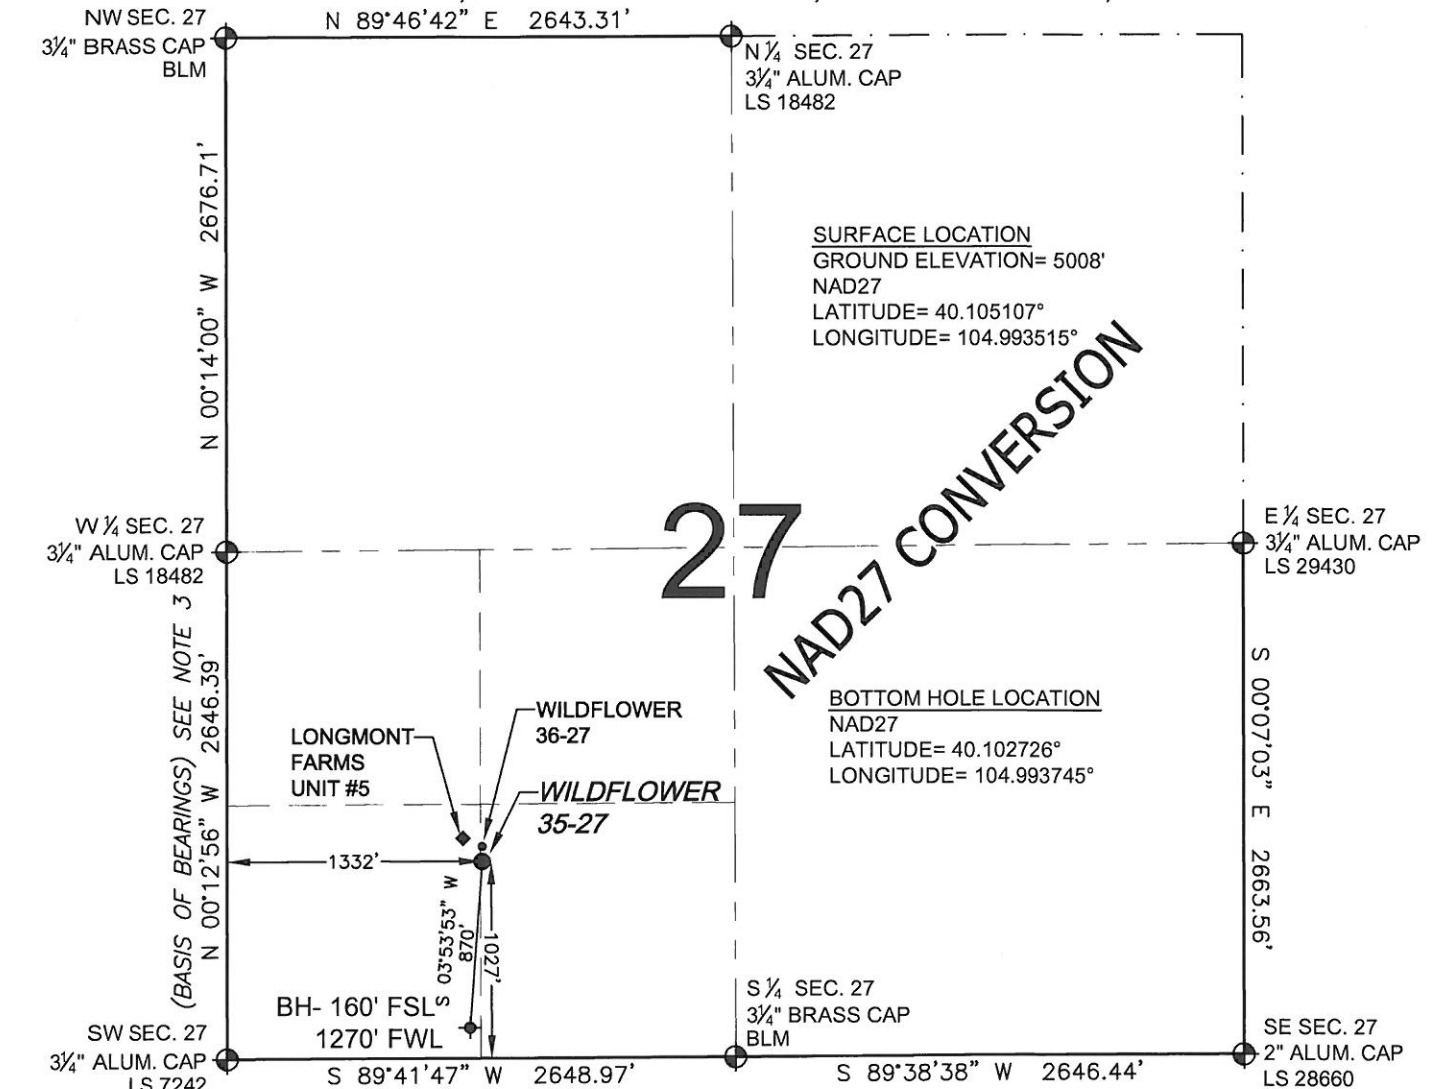 NW SEC. 27
3¼" BRASS CAP
BLM
N 89°46'42" E 2643.31'
N ¼ SEC. 27
3¼" ALUM. CAP
LS 18482
N 00°14'00" W 2676.71'
SURFACE LOCATION
GROUND ELEVATION= 5008'
NAD27
LATITUDE= 40.105107°
LONGITUDE= 104.993515°
NAD27 CONVERSION
27
W ¼ SEC. 27
3¼" ALUM. CAP
LS 18482
E ¼ SEC. 27
3¼" ALUM. CAP
LS 29430
(BASIS OF BEARINGS) SEE NOTE 3
N 00°12'56" W 2646.39'
S 00°07'03" E 2663.56'
BOTTOM HOLE LOCATION
NAD27
LATITUDE= 40.102726°
LONGITUDE= 104.993745°
LONGMONT
FARMS
UNIT #5
WILDFLOWER
36-27
WILDFLOWER
35-27
1332'
S 03°53'53" W
870'
1027'
BH- 160' FSL
1270' FWL
S ¼ SEC. 27
3¼" BRASS CAP
BLM
SW SEC. 27
3¼" ALUM. CAP
LS 7242
S 89°41'47" W 2648.97'
S 89°38'38" W 2646.44'
SE SEC. 27
2" ALUM. CAP
LS 28660